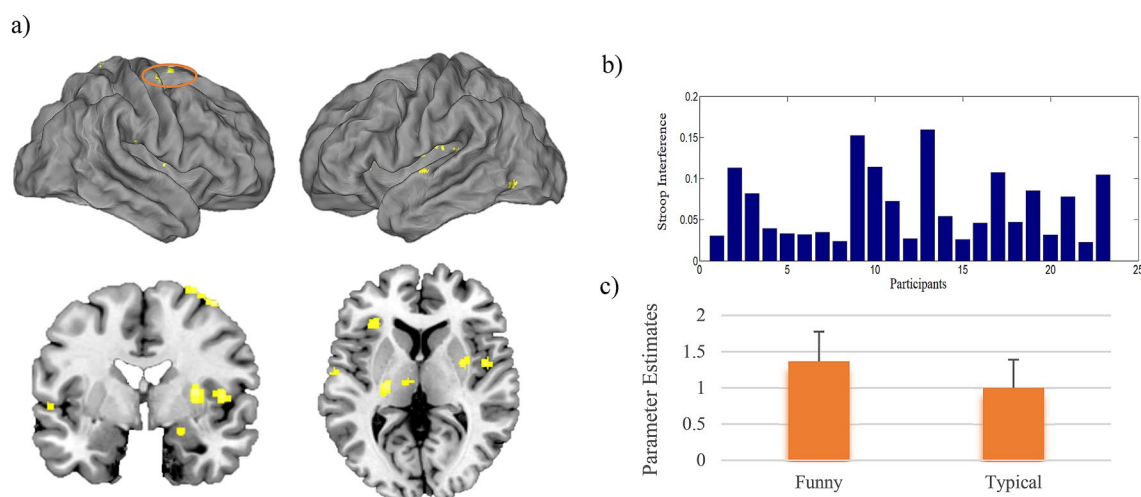 a)
b)
0.2
0.15
0.1
0.05
0
Stroop Interference
0 5 10 15 20 25
Participants
c)
2
1.5
1
0.5
0
Parameter Estimates
Funny Typical